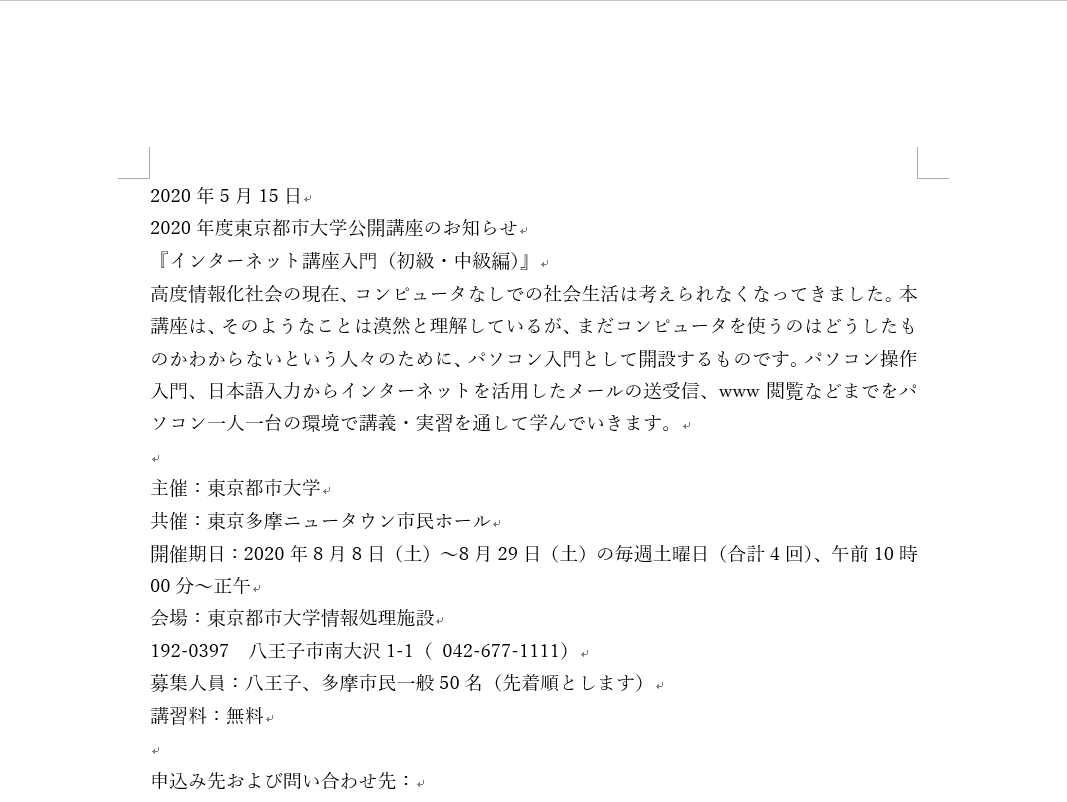 2020 年 5 月 15 日
2020 年度東京都市大学公開講座のお知らせ
『インターネット講座入門（初級・中級編）』
高度情報化社会の現在、コンピュータなしでの社会生活は考えられなくなってきました。本
講座は、そのようなことは漠然と理解しているが、まだコンピュータを使うのはどうしたも
のかわからないという人々のために、パソコン入門として開設するものです。パソコン操作
入門、日本語入力からインターネットを活用したメールの送受信、www 閲覧などまでをパ
ソコン一人一台の環境で講義・実習を通して学んでいきます。
主催：東京都市大学
共催：東京多摩ニュータウン市民ホール
開催期日：2020 年 8 月 8 日（土）～8 月 29 日（土）の毎週土曜日（合計 4 回）、午前 10 時
00 分～正午
会場：東京都市大学情報処理施設
192-0397　八王子市南大沢 1-1（ 042-677-1111）
募集人員：八王子、多摩市民一般 50 名（先着順とします）
講習料：無料
申込み先および問い合わせ先：